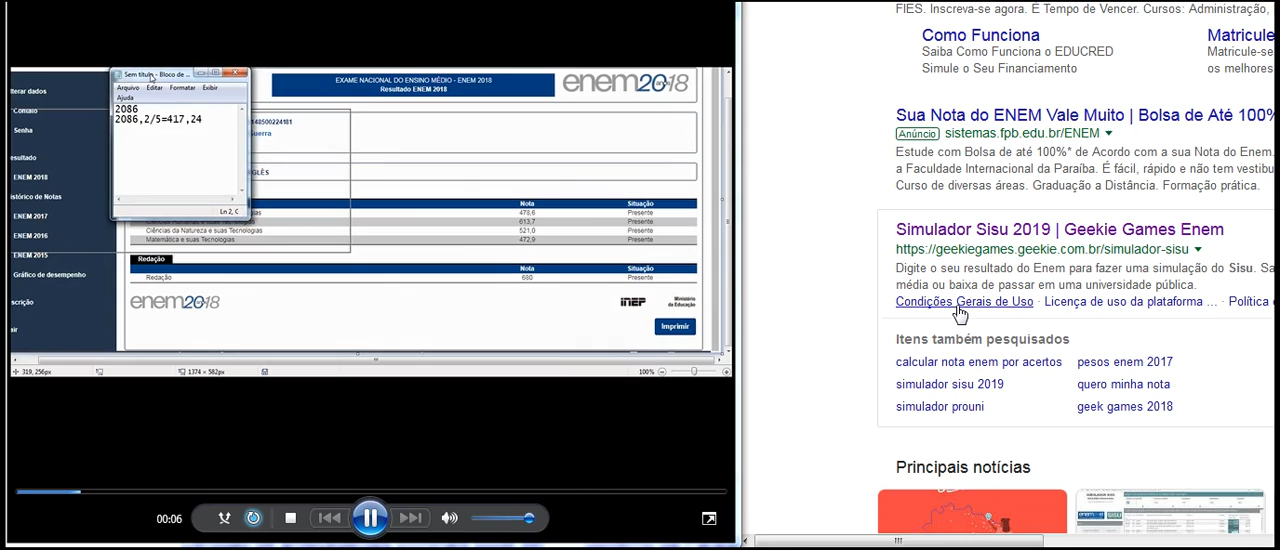 Sem título - Bloco de ...
Arquivo Editar Formatar Exibir
Ajuda
2086
2086,2/5=417,24
Ln 2, C
terar dados
Contato
Senha
esultado
ENEM 2018
istórico de Notas
ENEM 2017
ENEM 2016
ENEM 2015
Gráfico de desempenho
scrição
air
EXAME NACIONAL DO ENSINO MÉDIO - ENEM 2018
Resultado ENEM 2018
enem2018
148500224181
Guerra
GLÊS
Nota Situação
gias 478,6 Presente
613,7 Presente
Ciências da Natureza e suas Tecnologias 521,0 Presente
Matemática e suas Tecnologias 472,9 Presente
Redação
Nota Situação
Redação 680 Presente
enem2018
INEP
Ministério
da Educação
Imprimir
319, 256px
1374 × 582px
100%
00:06
FIES. Inscreva-se agora. É Tempo de Vencer. Cursos: Administração,
Como Funciona
Saiba Como Funciona o EDUCRED
Simule o Seu Financiamento
Matricule
Matricule-se
os melhores
Sua Nota do ENEM Vale Muito | Bolsa de Até 100%
Anúncio sistemas.fpb.edu.br/ENEM
Estude com Bolsa de até 100%* de Acordo com a sua Nota do Enem.
a Faculdade Internacional da Paraíba. É fácil, rápido e não tem vestibu
Curso de diversas áreas. Graduação a Distância. Formação prática.
Simulador Sisu 2019 | Geekie Games Enem
https://geekiegames.geekie.com.br/simulador-sisu
Digite o seu resultado do Enem para fazer uma simulação do Sisu. Sa
média ou baixa de passar em uma universidade pública.
Condições Gerais de Uso · Licença de uso da plataforma ... · Política
Itens também pesquisados
calcular nota enem por acertos pesos enem 2017
simulador sisu 2019 quero minha nota
simulador prouni geek games 2018
Principais notícias